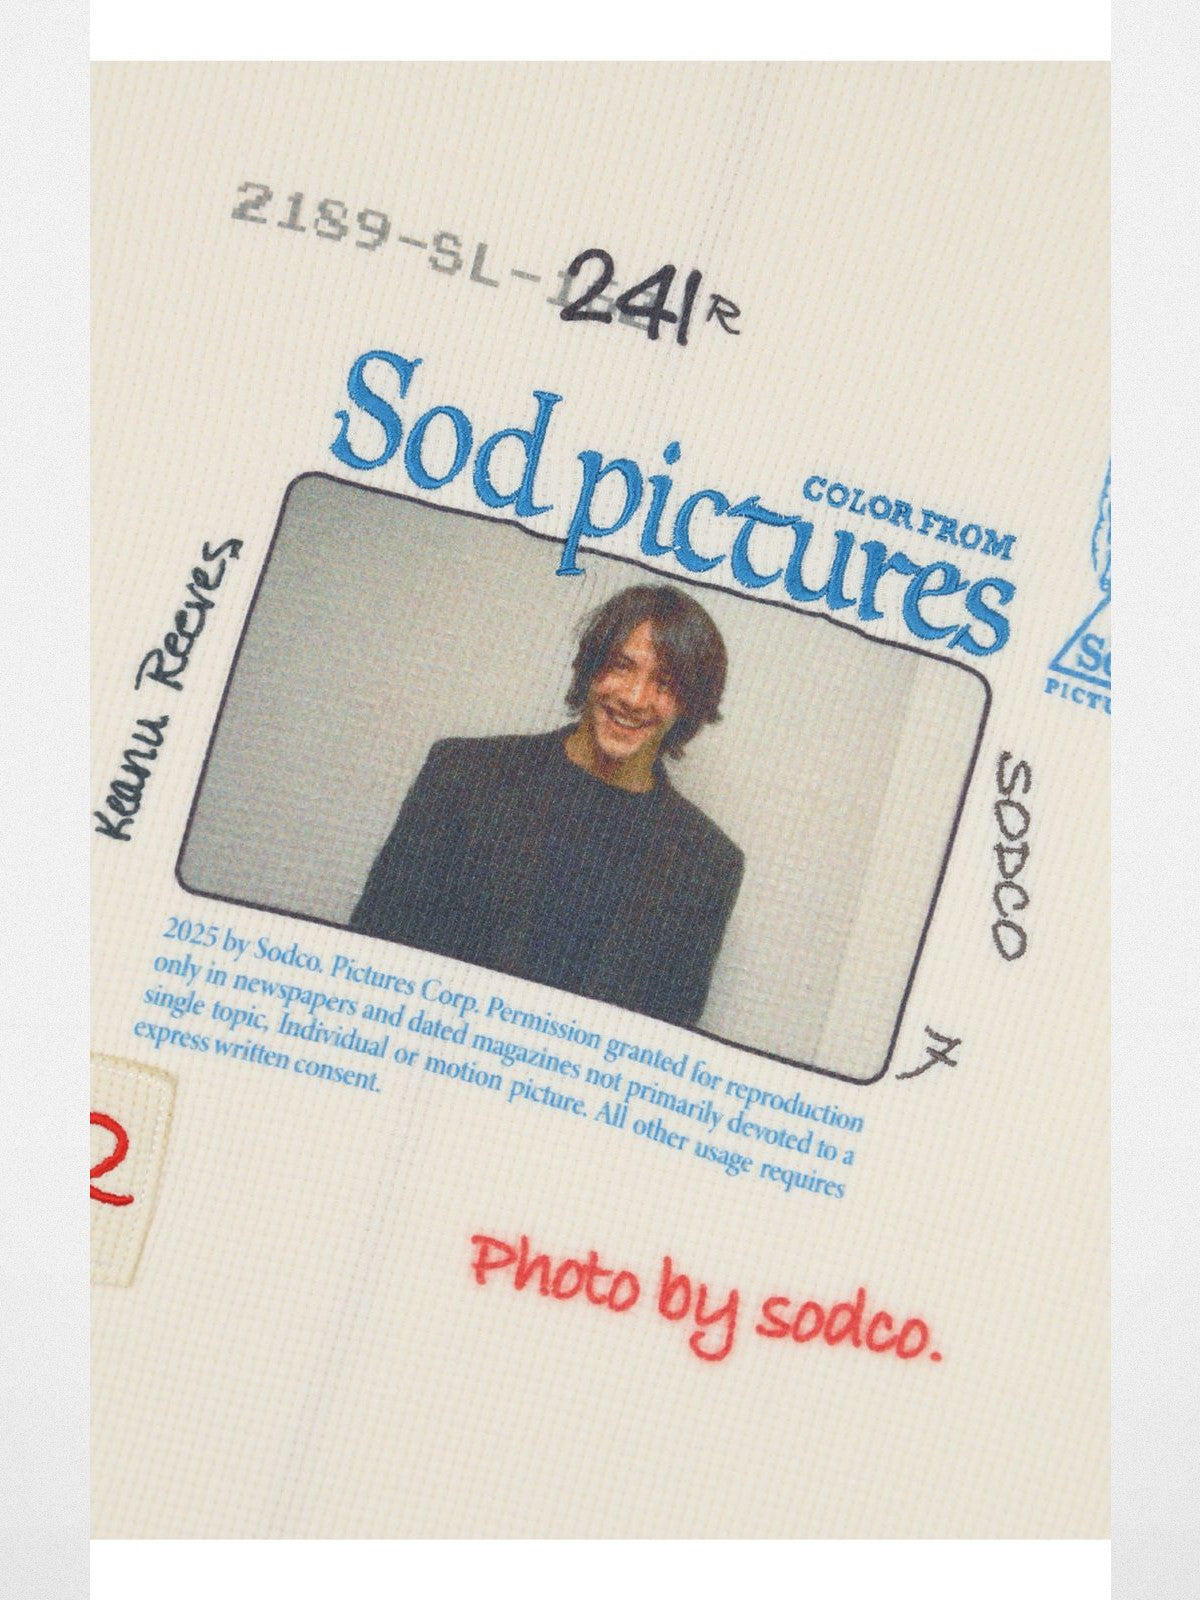 2189-SL-
241 R
Sod pictures
COLOR FROM
PICTU
Keanu Reeves
SODCO
2025 by Sodco. Pictures Corp. Permission granted for reproduction
only in newspapers and dated magazines not primarily devoted to a
single topic, Individual or motion picture. All other usage requires
express written consent.
Photo by sodco.